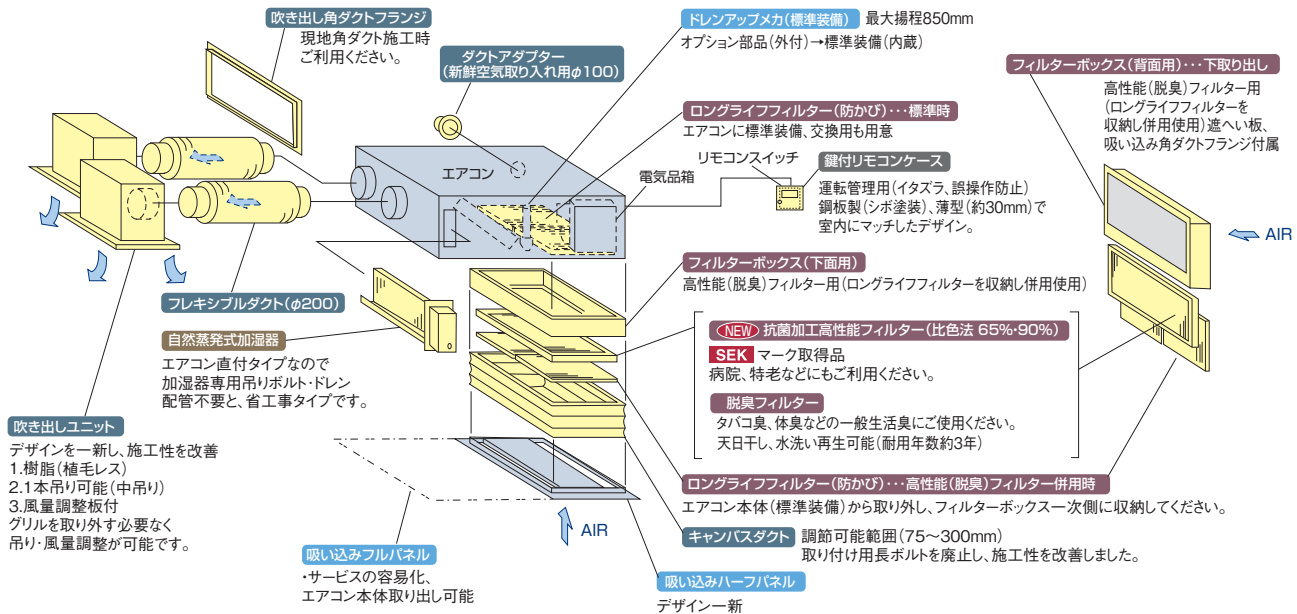 吹き出し角ダクトフランジ
現地角ダクト施工時
ご利用ください。
ダクトアダプター
(新鮮空気取り入れ用φ100)
ドレンアップメカ(標準装備) 最大揚程850mm
オプション部品(外付)→標準装備(内蔵)
ロングライフフィルター(防かび)･･･標準時
エアコンに標準装備、交換用も用意
フィルターボックス(背面用)･･･下取り出し
高性能(脱臭)フィルター用
(ロングライフフィルターを
収納し併用使用)遮へい板、
吸い込み角ダクトフランジ付属
エアコン
電気品箱
リモコンスイッチ
鍵付リモコンケース
運転管理用(イタズラ、誤操作防止)
鋼板製(シボ塗装)、薄型(約30mm)で
室内にマッチしたデザイン。
AIR
フィルターボックス(下面用)
高性能(脱臭)フィルター用(ロングライフフィルターを収納し併用使用)
フレキシブルダクト(φ200)
自然蒸発式加湿器
エアコン直付タイプなので
加湿器専用吊りボルト･ドレン
配管不要と、省工事タイプです。
NEW 抗菌加工高性能フィルター(比色法 65%･90%)
SEK マーク取得品
病院、特老などにもご利用ください。
脱臭フィルター
タバコ臭、体臭などの一般生活臭にご使用ください。
天日干し、水洗い再生可能(耐用年数約3年)
吹き出しユニット
デザインを一新し、施工性を改善
1.樹脂(植毛レス)
2.1本吊り可能(中吊り)
3.風量調整板付
グリルを取り外す必要なく
吊り･風量調整が可能です。
ロングライフフィルター(防かび)･･･高性能(脱臭)フィルター併用時
エアコン本体(標準装備)から取り外し、フィルターボックス一次側に収納してください。
AIR
キャンバスダクト 調節可能範囲(75～300mm)
取り付け用長ボルトを廃止し、施工性を改善しました。
吸い込みフルパネル
･サービスの容易化、
エアコン本体取り出し可能
吸い込みハーフパネル
デザイン一新